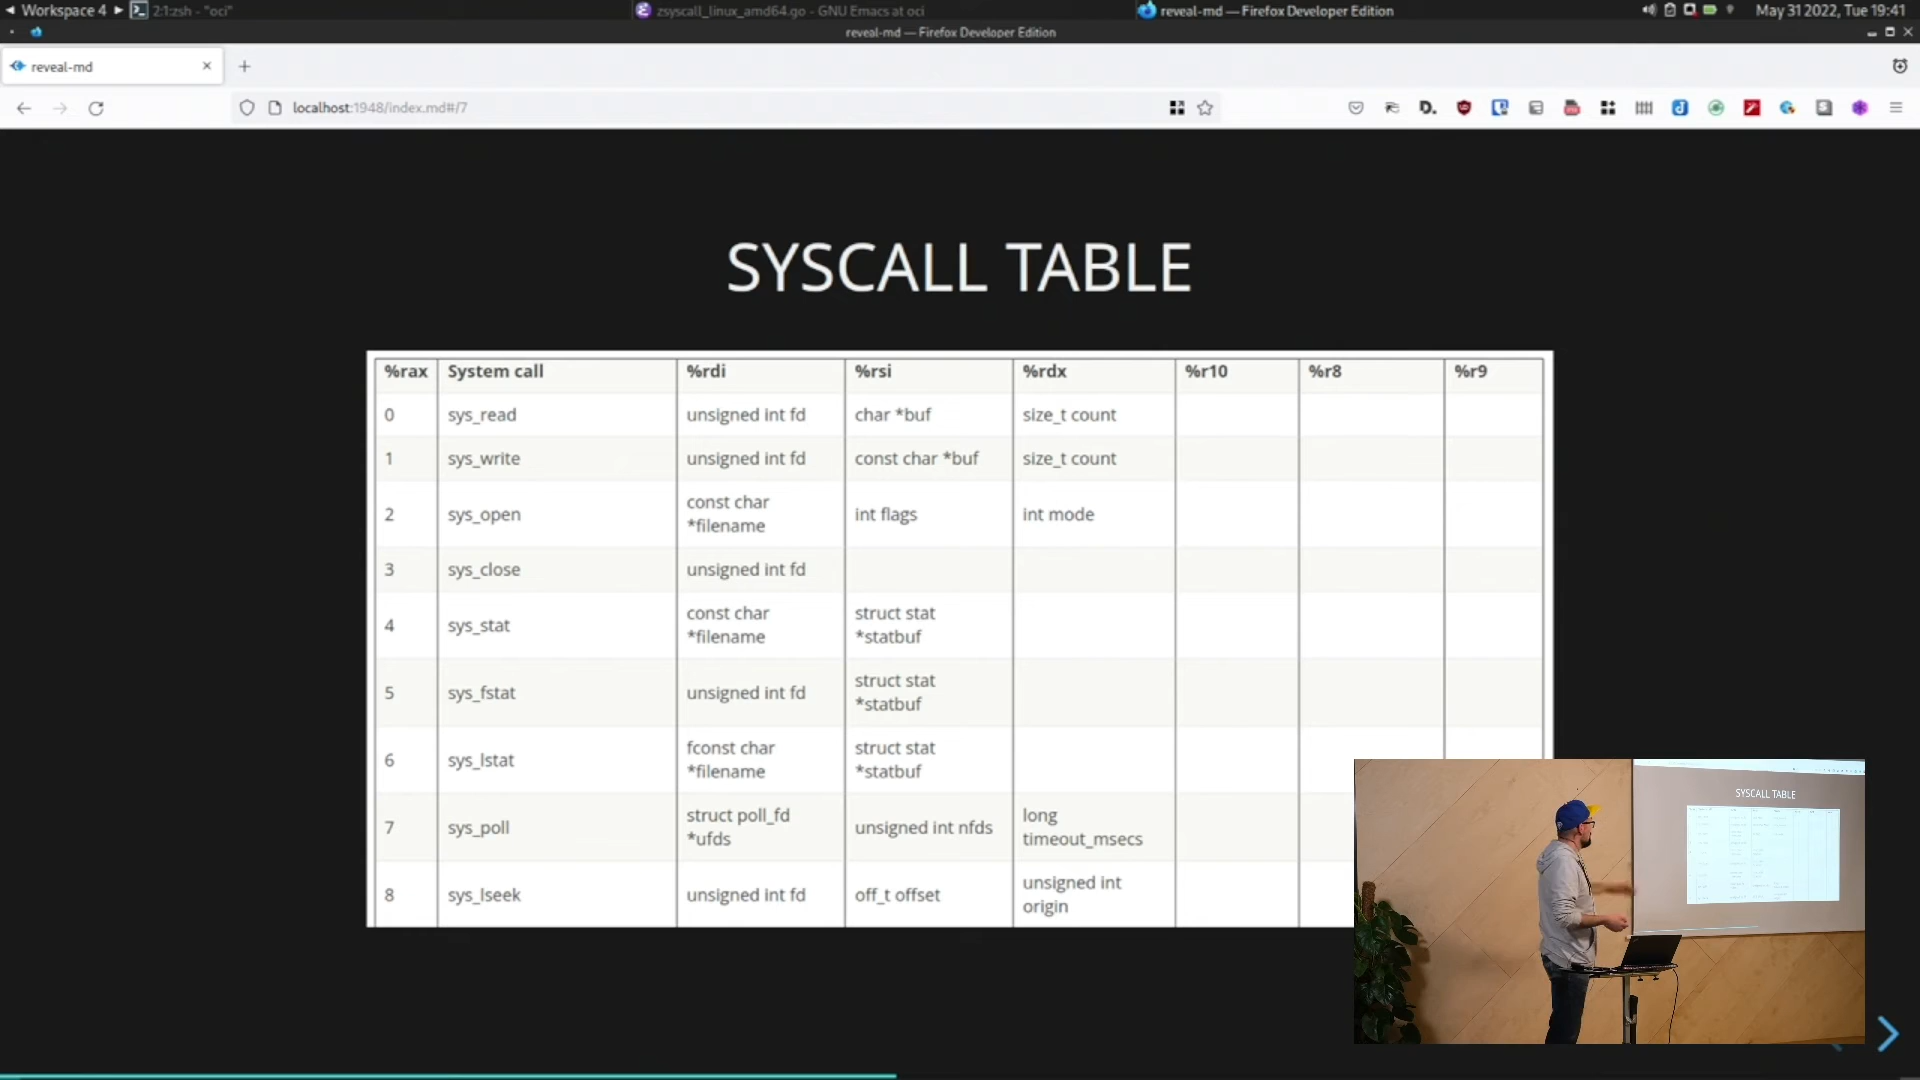 Workspace 4
2:1:zsh - "oci"
zsyscall_linux_amd64.go - GNU Emacs at oci
reveal-md — Firefox Developer Edition
May 31 2022, Tue 19:41
reveal-md — Firefox Developer Edition
reveal-md
localhost:1948/index.md#/7
D.
SYSCALL TABLE
%rax System call %rdi %rsi %rdx %r10 %r8 %r9
0 sys_read unsigned int fd char *buf size_t count
1 sys_write unsigned int fd const char *buf size_t count
2 sys_open const char *filename int flags int mode
3 sys_close unsigned int fd
4 sys_stat const char *filename struct stat *statbuf
5 sys_fstat unsigned int fd struct stat *statbuf
6 sys_lstat fconst char *filename struct stat *statbuf
7 sys_poll struct poll_fd *ufds unsigned int nfds long timeout_msecs
8 sys_lseek unsigned int fd off_t offset unsigned int origin
SYSCALL TABLE